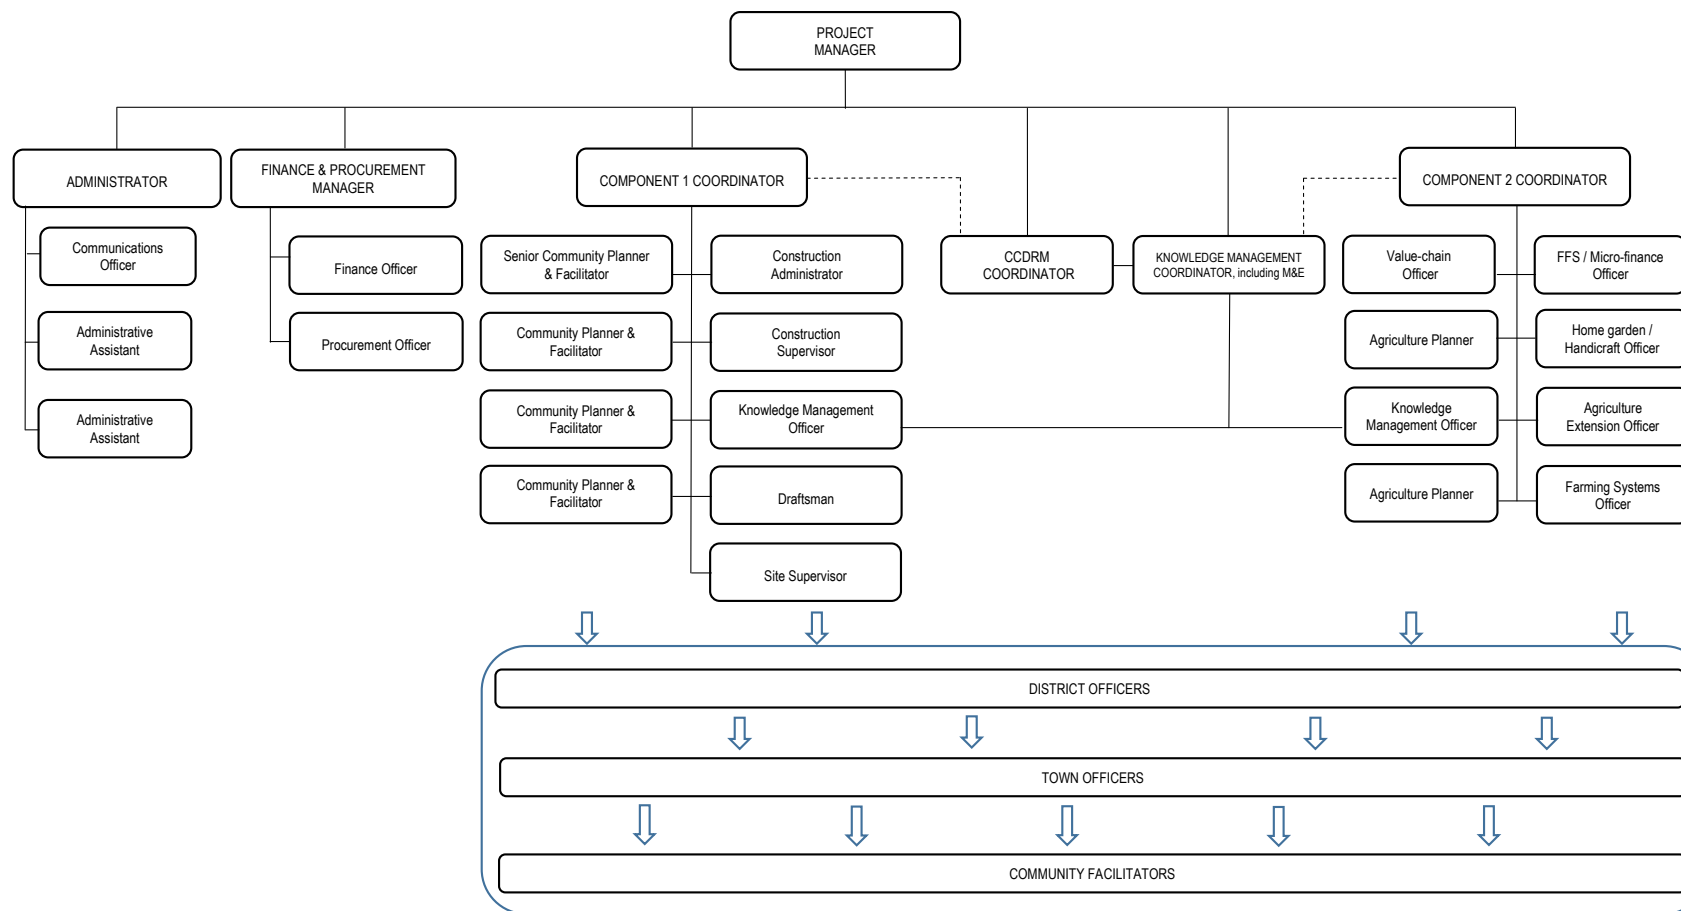 PROJECT
MANAGER
ADMINISTRATOR
FINANCE & PROCUREMENT
MANAGER
COMPONENT 1 COORDINATOR
COMPONENT 2 COORDINATOR
Communications
Officer
Administrative
Assistant
Administrative
Assistant
Finance Officer
Procurement Officer
Senior Community Planner
& Facilitator
Construction
Administrator
Community Planner &
Facilitator
Construction
Supervisor
Community Planner &
Facilitator
Knowledge Management
Officer
Community Planner &
Facilitator
Draftsman
Site Supervisor
CCDRM
COORDINATOR
KNOWLEDGE MANAGEMENT
COORDINATOR, including M&E
Value-chain
Officer
FFS / Micro-finance
Officer
Agriculture Planner
Home garden /
Handicraft Officer
Knowledge
Management Officer
Agriculture
Extension Officer
Agriculture Planner
Farming Systems
Officer
DISTRICT OFFICERS
TOWN OFFICERS
COMMUNITY FACILITATORS